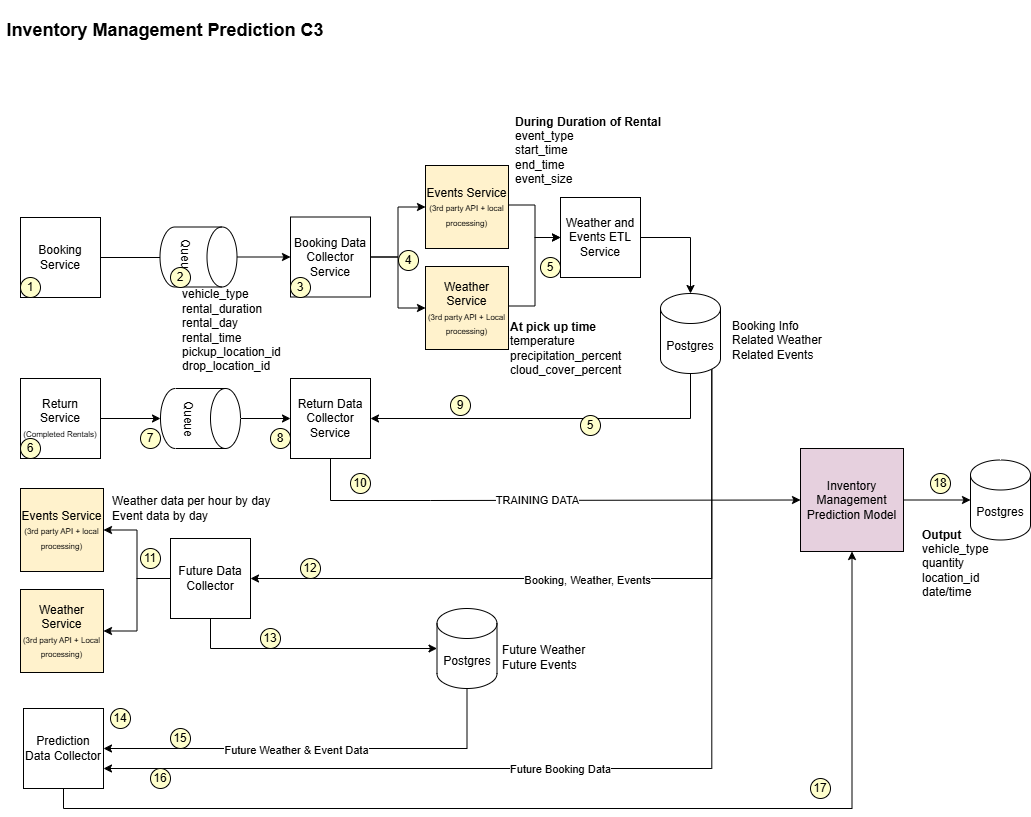 Inventory Management Prediction C3
During Duration of Rental
event_type
start_time
end_time
event_size
Events Service
(3rd party API + local
processing)
Booking
Service
1
Queue
2
vehicle_type
rental_duration
rental_day
rental_time
pickup_location_id
drop_location_id
Booking Data
Collector
Service
3
4
Weather
Service
(3rd party API + Local
processing)
At pick up time
temperature
precipitation_percent
cloud_cover_percent
Weather and
Events ETL
Service
5
Postgres
Booking Info
Related Weather
Related Events
Return
Service
(Completed Rentals)
6
7
Queue
8
Return Data
Collector
Service
9
5
10
TRAINING DATA
Inventory
Management
Prediction Model
18
Postgres
Output
vehicle_type
quantity
location_id
date/time
Events Service
(3rd party API + local
processing)
Weather data per hour by day
Event data by day
11
Future Data
Collector
12
Booking, Weather, Events
Weather
Service
(3rd party API + Local
processing)
13
Postgres
Future Weather
Future Events
Prediction
Data Collector
14
15
Future Weather & Event Data
16
Future Booking Data
17